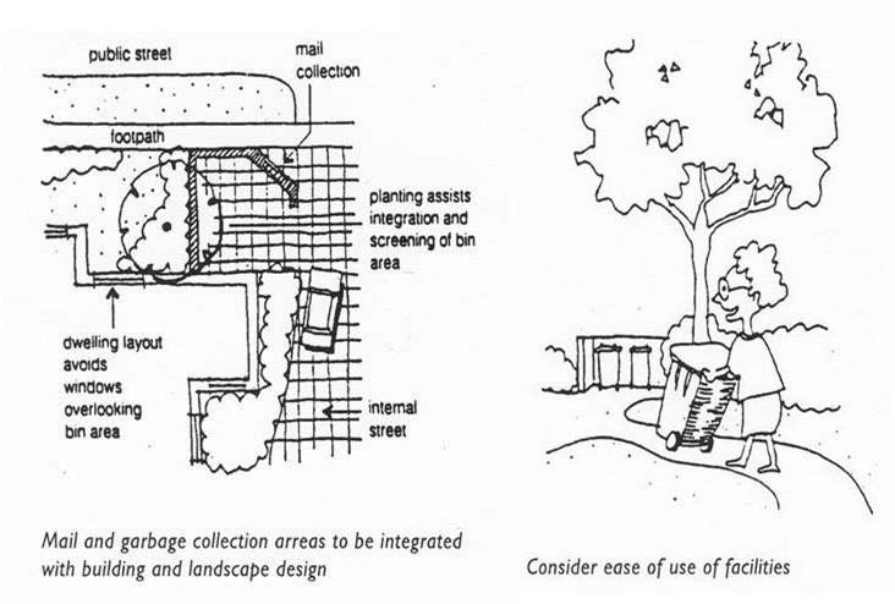 public street
mail
collection
footpath
planting assists
integration and
screening of bin
area
dwelling layout
avoids
windows
overlooking
bin area
internal
street
Mail and garbage collection arreas to be integrated
with building and landscape design
Consider ease of use of facilities